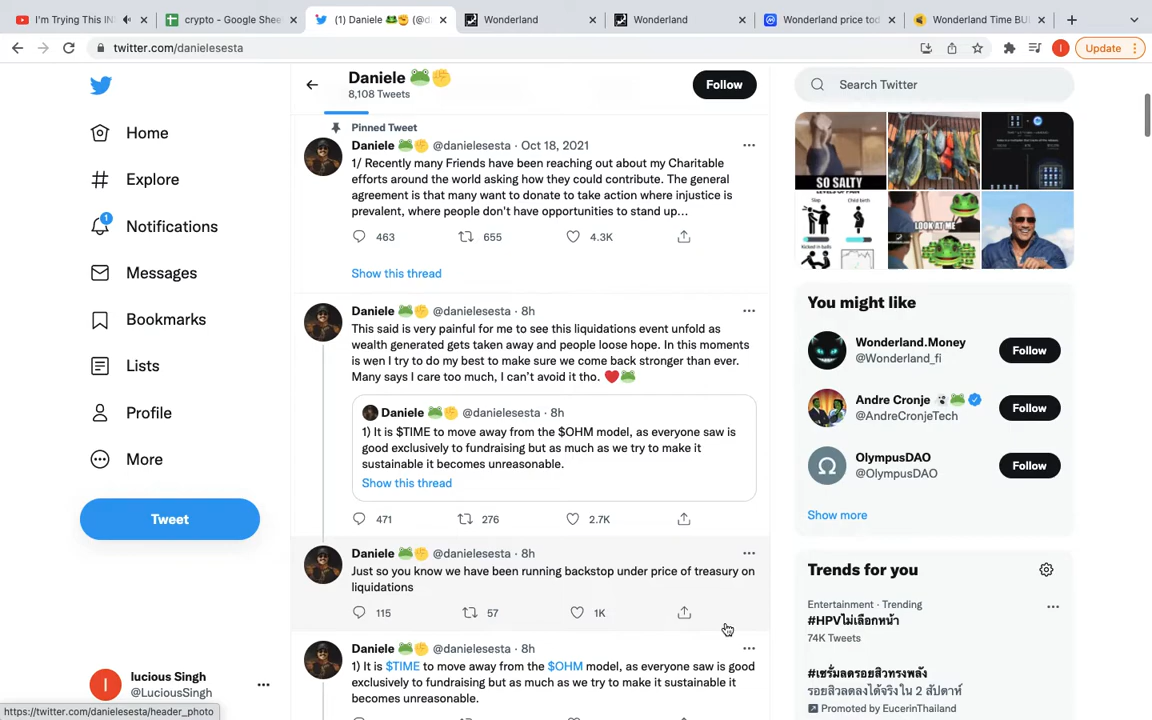 I'm Trying This IN
crypto - Google Shee
(1) Daniele 🐸✊ (@d
Wonderland
Wonderland
Wonderland price tod
Wonderland Time BU
twitter.com/danielesesta
Update
Daniele 🐸✊
8,108 Tweets
Follow
Search Twitter
Home
Explore
Notifications
1
Messages
Bookmarks
Lists
Profile
More
Tweet
lucious Singh
@LuciousSingh
https://twitter.com/danielesesta/header_photo
Pinned Tweet
Daniele 🐸✊ @danielesesta · Oct 18, 2021
1/ Recently many Friends have been reaching out about my Charitable
efforts around the world asking how they could contribute. The general
agreement is that many want to donate to take action where injustice is
prevalent, where people don't have opportunities to stand up...
463 655 4.3K
Show this thread
Daniele 🐸✊ @danielesesta · 8h
This said is very painful for me to see this liquidations event unfold as
wealth generated gets taken away and people loose hope. In this moments
is wen I try to do my best to make sure we come back stronger than ever.
Many says I care too much, I can't avoid it tho. ❤️🐸
Daniele 🐸✊ @danielesesta · 8h
1) It is $TIME to move away from the $OHM model, as everyone saw is
good exclusively to fundraising but as much as we try to make it
sustainable it becomes unreasonable.
Show this thread
471 276 2.7K
Daniele 🐸✊ @danielesesta · 8h
Just so you know we have been running backstop under price of treasury on
liquidations
115 57 1K
Daniele 🐸✊ @danielesesta · 8h
1) It is $TIME to move away from the $OHM model, as everyone saw is good
exclusively to fundraising but as much as we try to make it sustainable it
becomes unreasonable.
SO SALTY
LOOK AT ME
You might like
Wonderland.Money
@Wonderland_fi
Follow
Andre Cronje
@AndreCronjeTech
Follow
OlympusDAO
@OlympusDAO
Follow
Show more
Trends for you
Entertainment · Trending
#HPVไม่เลือกหน้า
74K Tweets
#เซรั่มลดรอยสิวทรงพลัง
รอยสิวลดลงได้จริงใน 2 สัปดาห์
Promoted by EucerinThailand